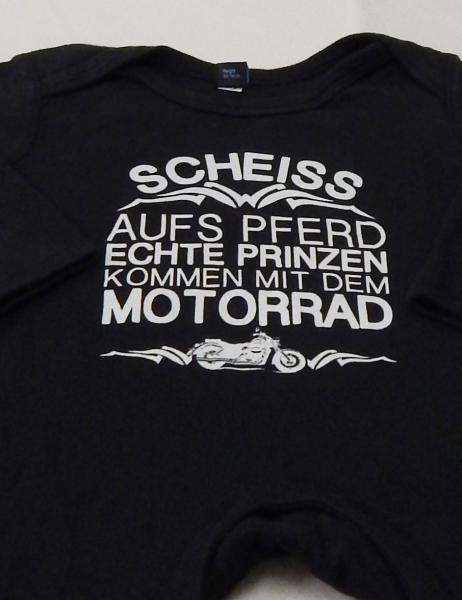 SCHEISS
AUFS PFERD
ECHTE PRINZEN
KOMMEN MIT DEM
MOTORRAD